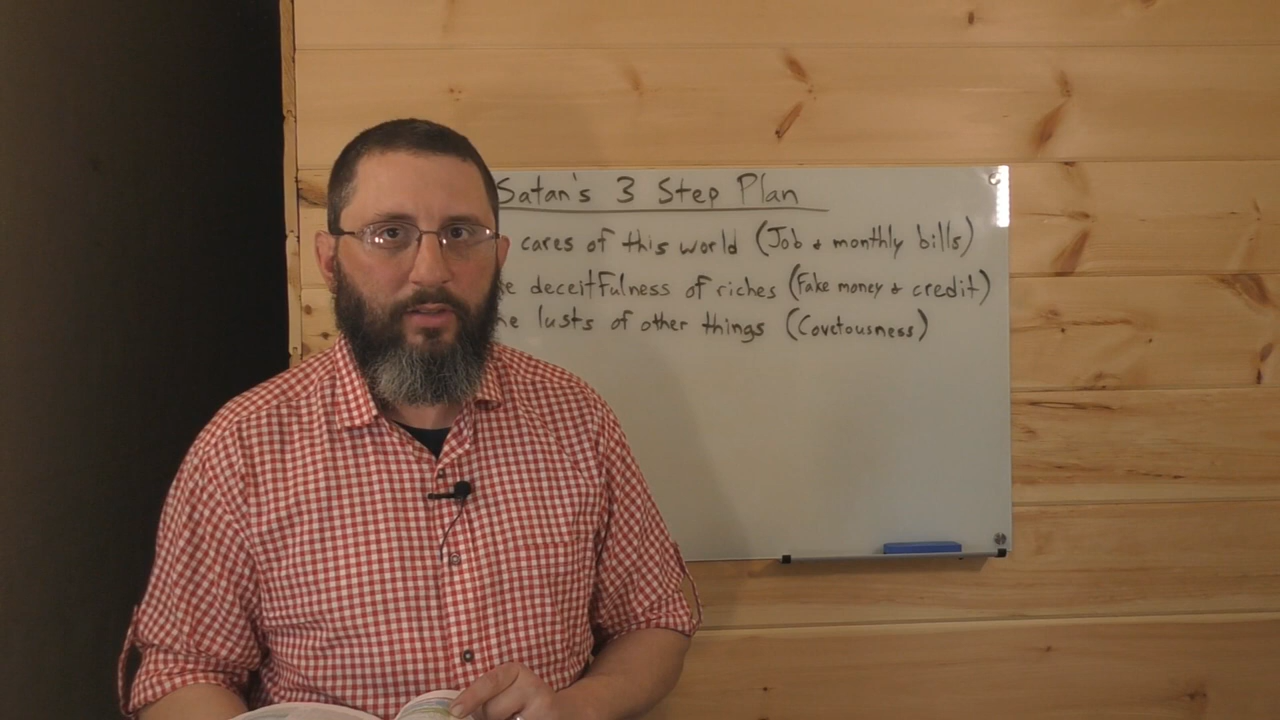 Satan's 3 Step Plan
cares of this world (Job & monthly bills)
deceitfulness of riches (Fake money & credit)
lusts of other things (Covetousness)